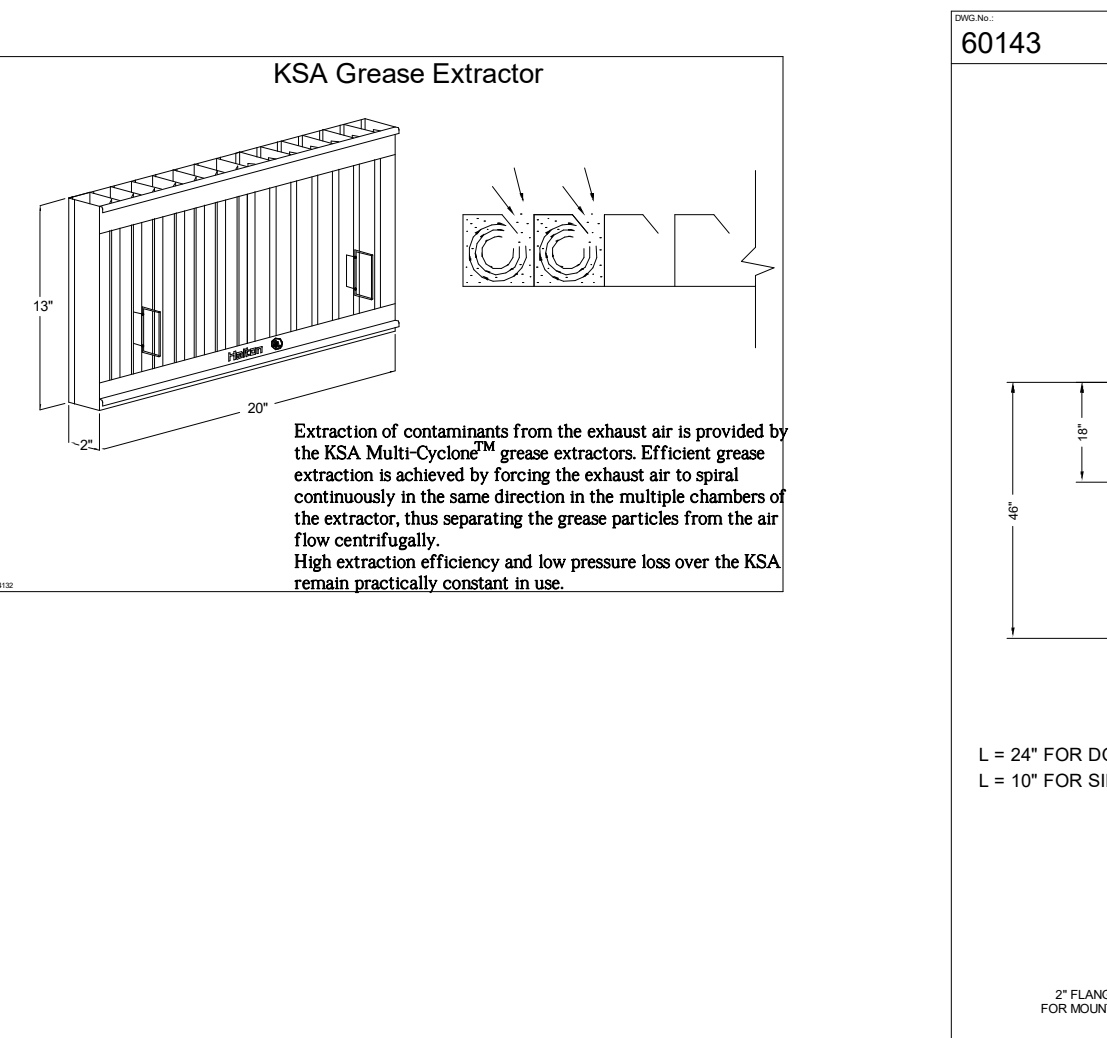 KSA Grease Extractor
13"
20"
2"
Halton
Extraction of contaminants from the exhaust air is provided by
the KSA Multi-Cyclone™ grease extractors. Efficient grease
extraction is achieved by forcing the exhaust air to spiral
continuously in the same direction in the multiple chambers of
the extractor, thus separating the grease particles from the air
flow centrifugally.
High extraction efficiency and low pressure loss over the KSA
remain practically constant in use.
DWG.No.:
60143
18"
46"
L = 24" FOR
L = 10" FOR
2"
FOR